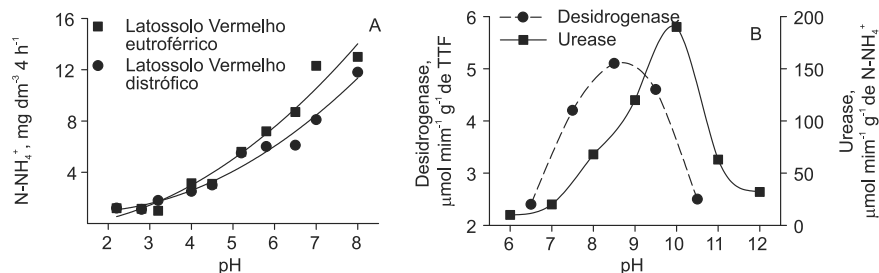 A
Latossolo Vermelho
eutroférrico
Latossolo Vermelho
distrófico
N-NH₄⁺, mg dm⁻³ 4 h⁻¹
16
12
8
4
2 3 4 5 6 7 8
pH
B
Desidrogenase
Urease
Desidrogenase,
µmol mim⁻¹ g⁻¹ de TTF
6
5
4
3
2
6 7 8 9 10 11 12
pH
200
150
100
50
0
Urease,
µmol mim⁻¹ g⁻¹ de N-NH₄⁺